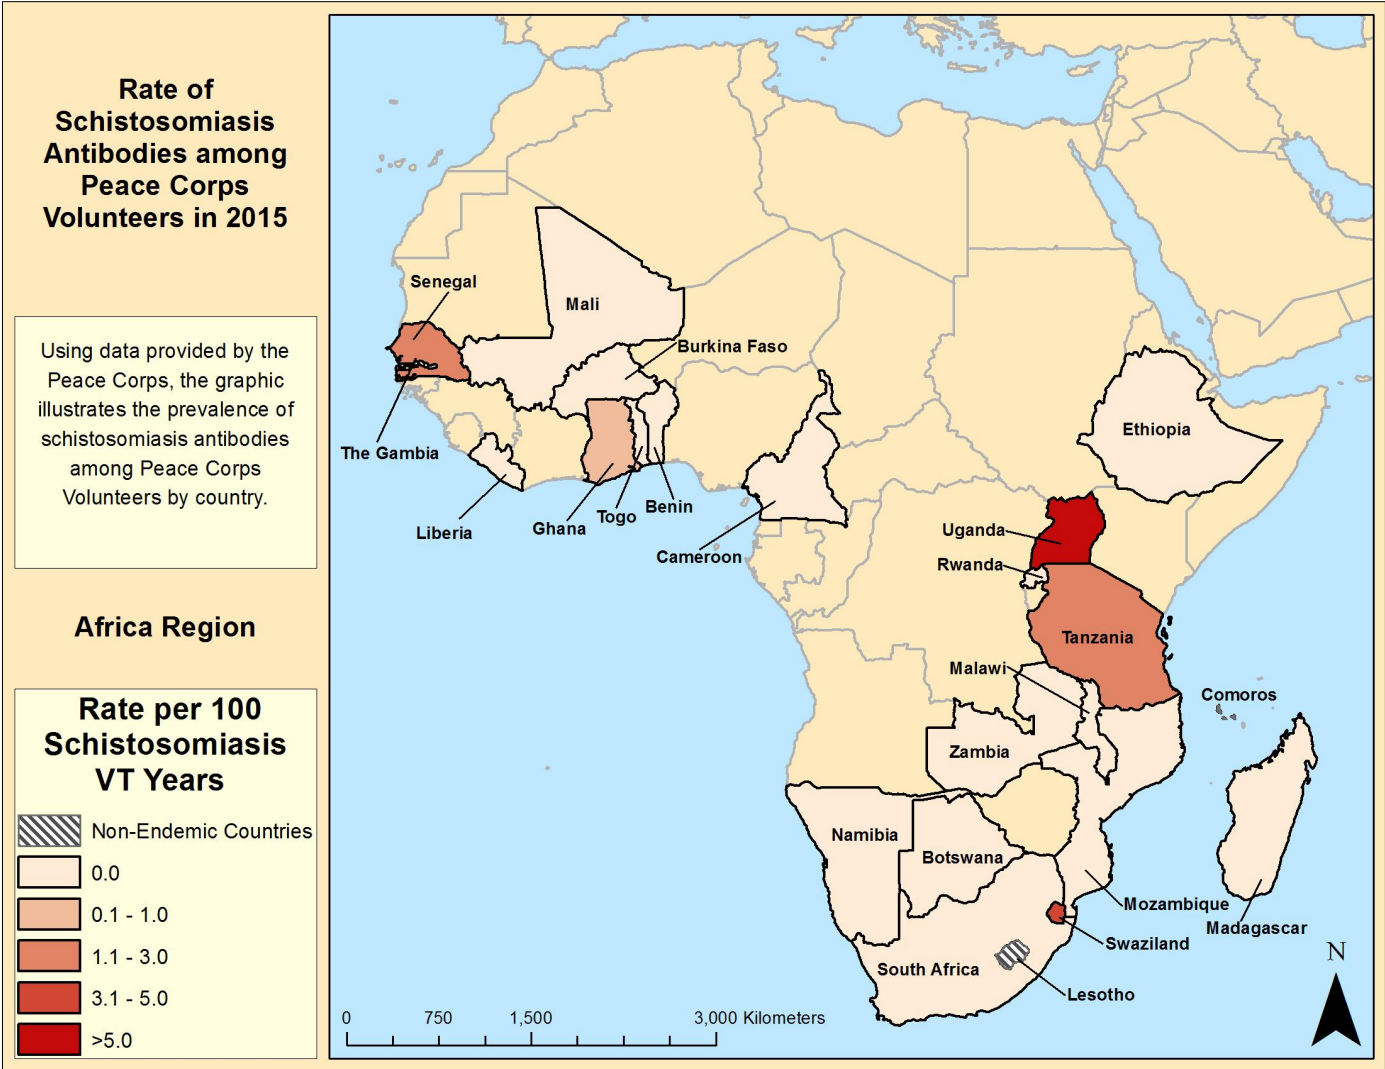 Rate of
Schistosomiasis
Antibodies among
Peace Corps
Volunteers in 2015
Using data provided by the
Peace Corps, the graphic
illustrates the prevalence of
schistosomiasis antibodies
among Peace Corps
Volunteers by country.
Africa Region
Rate per 100
Schistosomiasis
VT Years
Non-Endemic Countries
0.0
0.1 - 1.0
1.1 - 3.0
3.1 - 5.0
>5.0
Senegal
Mali
Burkina Faso
The Gambia
Liberia
Ghana
Togo
Benin
Cameroon
Ethiopia
Uganda
Rwanda
Tanzania
Malawi
Comoros
Zambia
Namibia
Botswana
Mozambique
Madagascar
Swaziland
South Africa
Lesotho
N
0 750 1,500 3,000 Kilometers